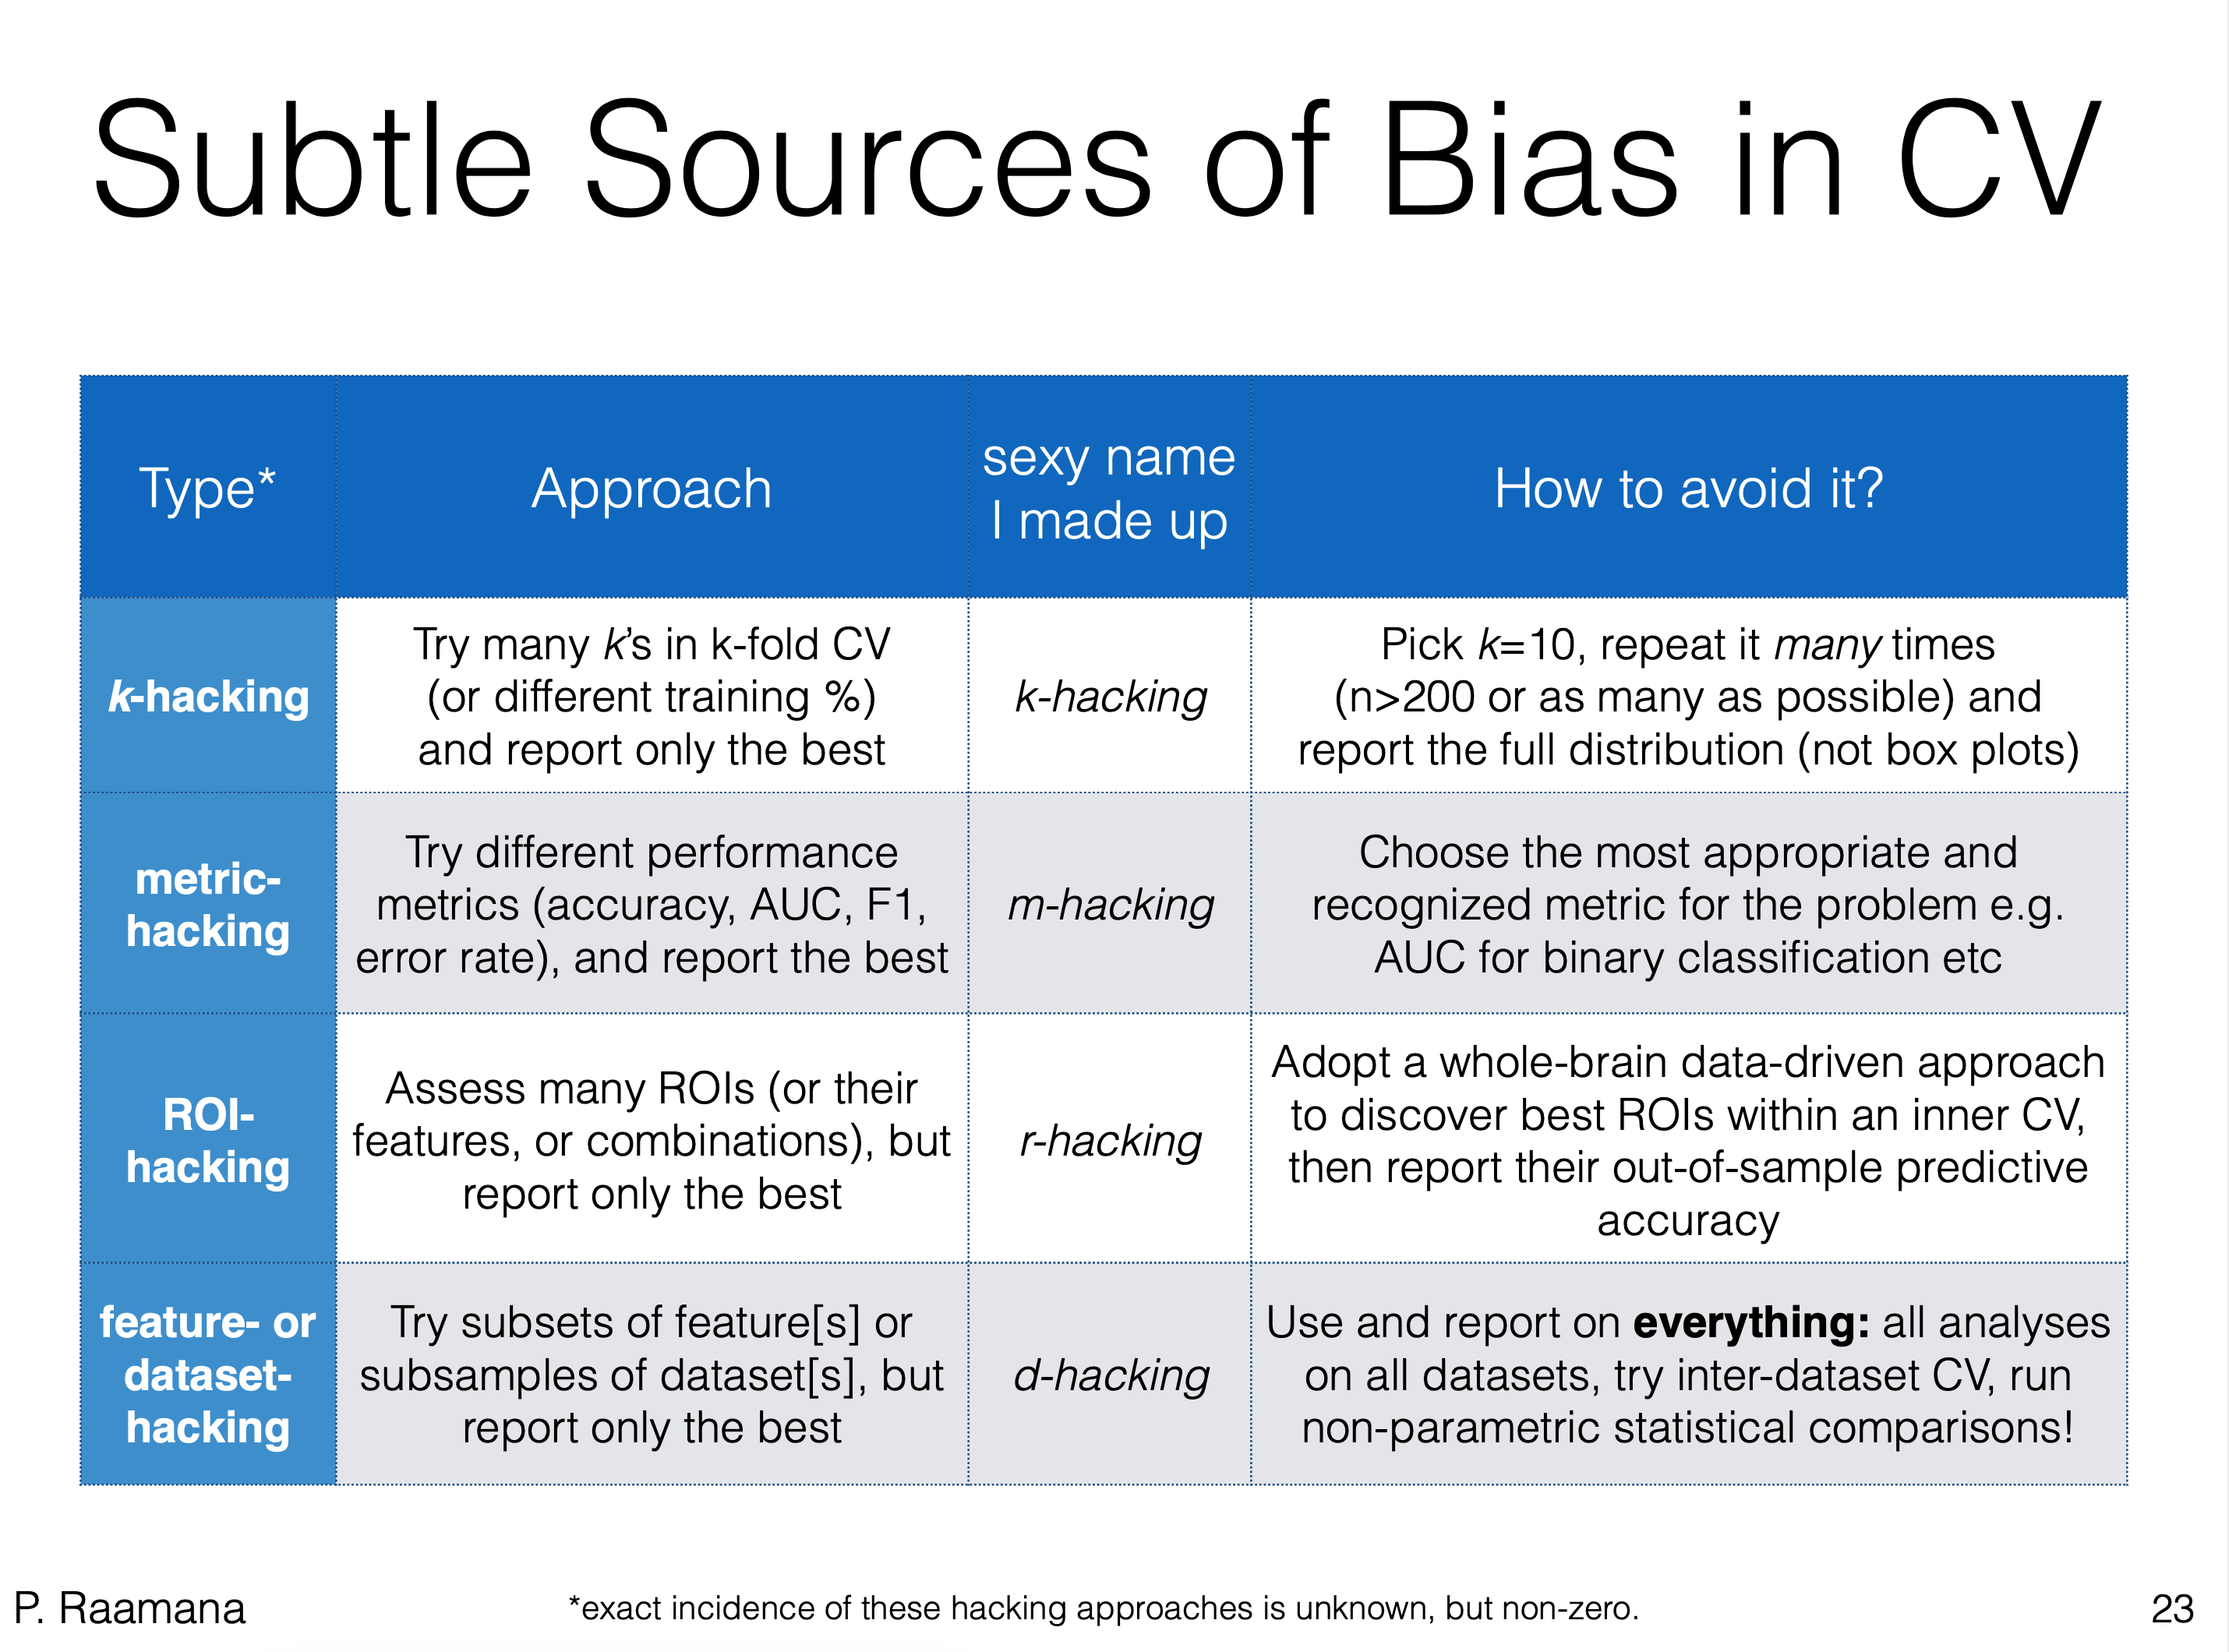 Subtle Sources of Bias in CV
Type*
Approach
sexy name
I made up
How to avoid it?
k-hacking
Try many k’s in k-fold CV
(or different training %)
and report only the best
k-hacking
Pick k=10, repeat it many times
(n>200 or as many as possible) and
report the full distribution (not box plots)
metric-
hacking
Try different performance
metrics (accuracy, AUC, F1,
error rate), and report the best
m-hacking
Choose the most appropriate and
recognized metric for the problem e.g.
AUC for binary classification etc
ROI-
hacking
Assess many ROIs (or their
features, or combinations), but
report only the best
r-hacking
Adopt a whole-brain data-driven approach
to discover best ROIs within an inner CV,
then report their out-of-sample predictive
accuracy
feature- or
dataset-
hacking
Try subsets of feature[s] or
subsamples of dataset[s], but
report only the best
d-hacking
Use and report on everything: all analyses
on all datasets, try inter-dataset CV, run
non-parametric statistical comparisons!
P. Raamana
*exact incidence of these hacking approaches is unknown, but non-zero.
23